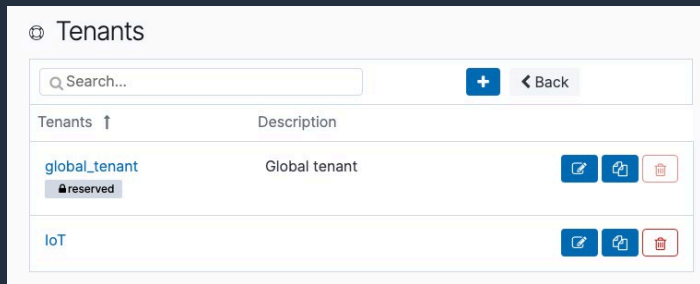 Tenants
Search...
+
Back
Tenants ↑
Description
global_tenant
Global tenant
reserved
IoT